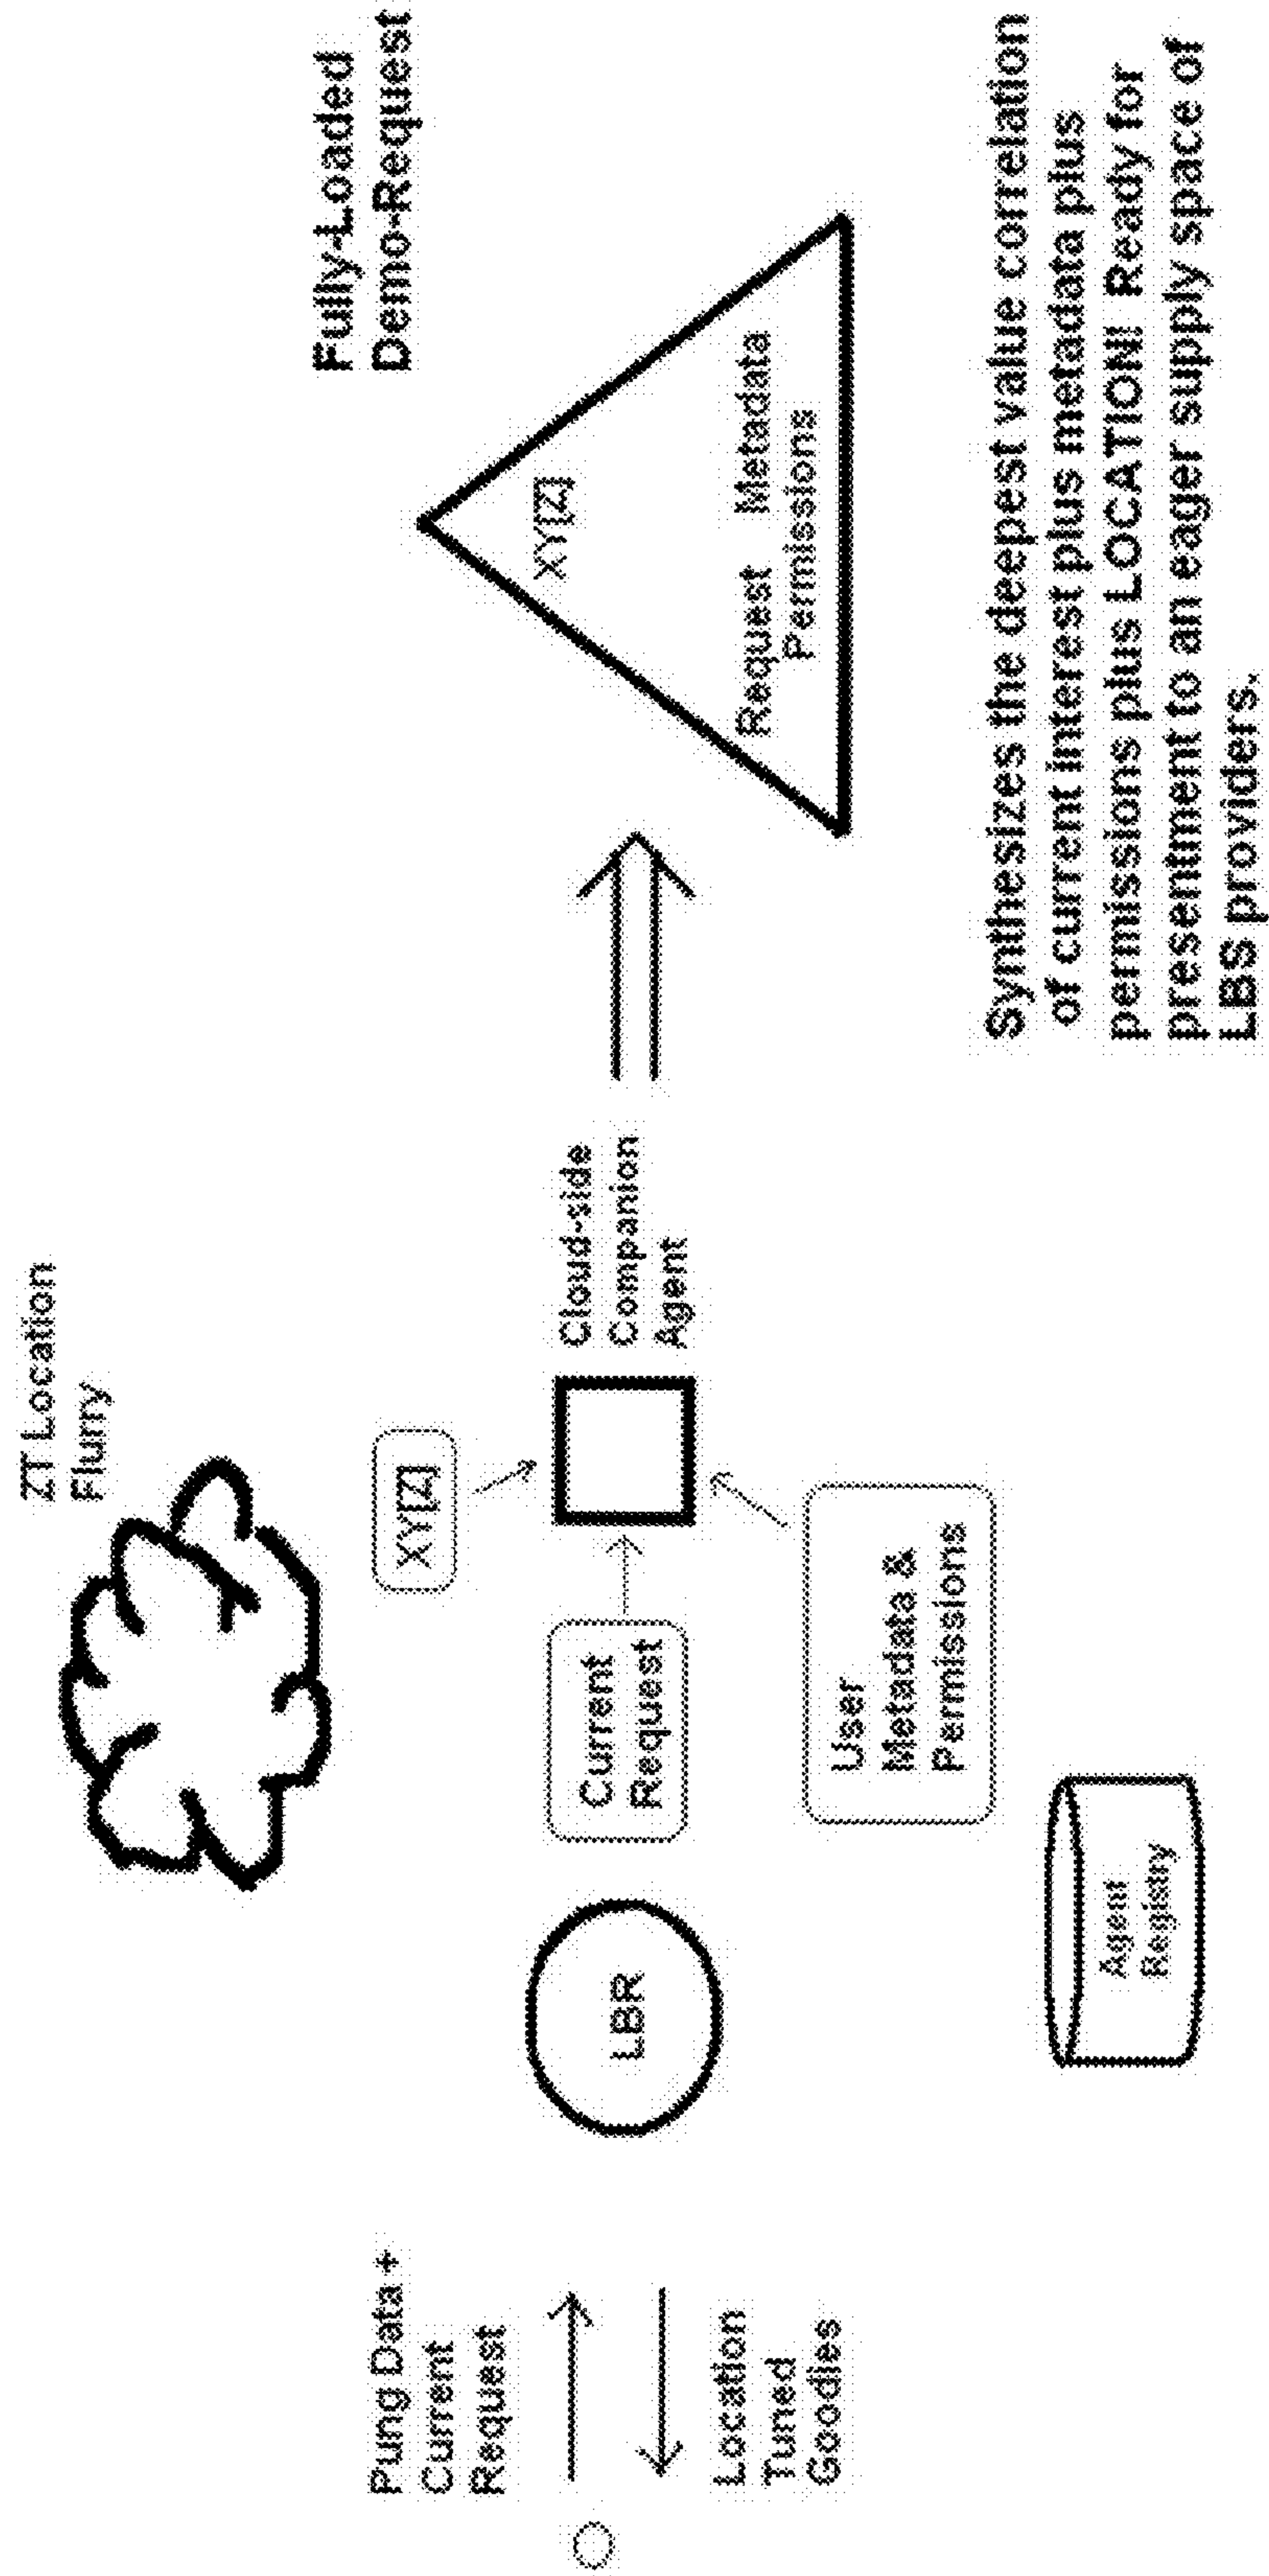 Pung Data +
Current
Request
Location
Tuned
Goodies
LBR
ZT Location
Flurry
XY[Z]
Current
Request
User
Metadata &
Permissions
Agent
Registry
Cloud-side
Companion
Agent
Fully-Loaded
Demo-Request
XY[Z]
Request Metadata
Permissions
Synthesizes the deepest value correlation
of current interest plus metadata plus
permissions plus LOCATION! Ready for
presentment to an eager supply space of
LBS providers.